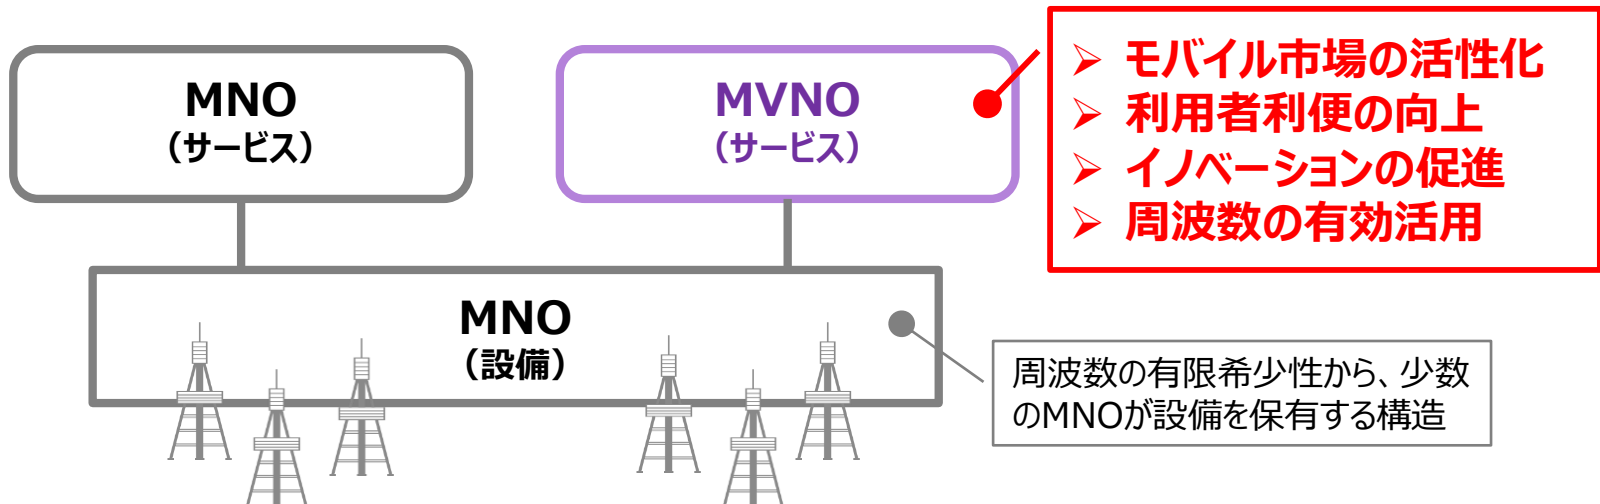 MNO
（サービス）
MVNO
（サービス）
➢ モバイル市場の活性化
➢ 利用者利便の向上
➢ イノベーションの促進
➢ 周波数の有効活用
MNO
（設備）
周波数の有限希少性から、少数
のMNOが設備を保有する構造